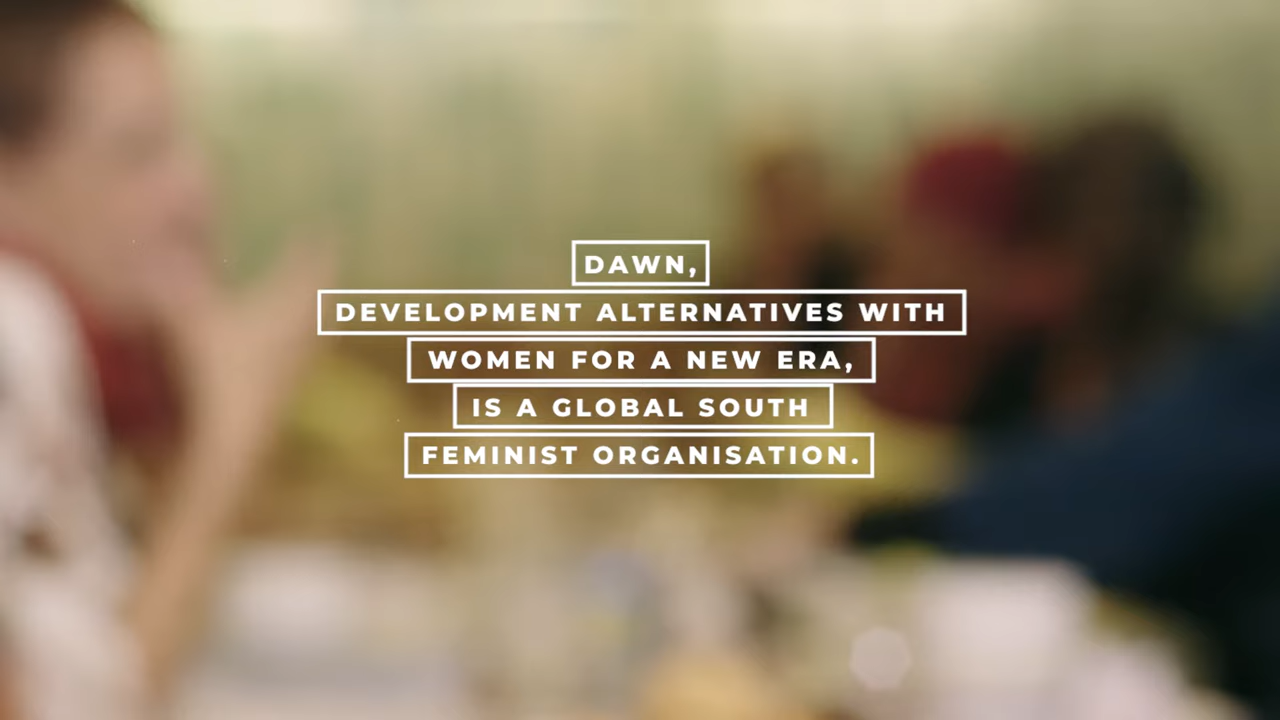 DAWN,
DEVELOPMENT ALTERNATIVES WITH
WOMEN FOR A NEW ERA,
IS A GLOBAL SOUTH
FEMINIST ORGANISATION.